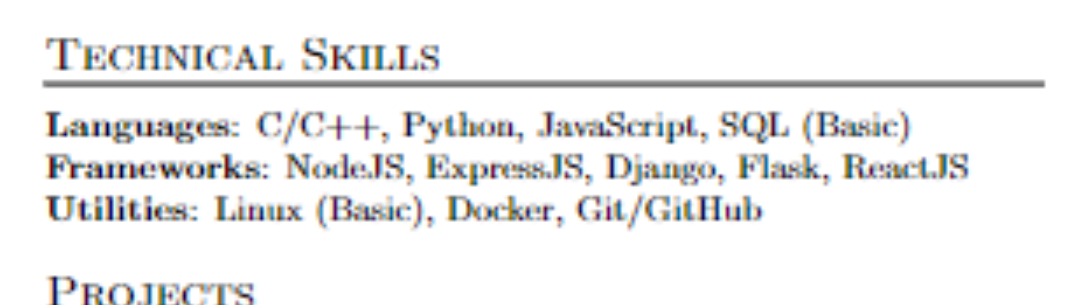 Technical Skills
Languages: C/C++, Python, JavaScript, SQL (Basic)
Frameworks: NodeJS, ExpressJS, Django, Flask, ReactJS
Utilities: Linux (Basic), Docker, Git/GitHub
Projects